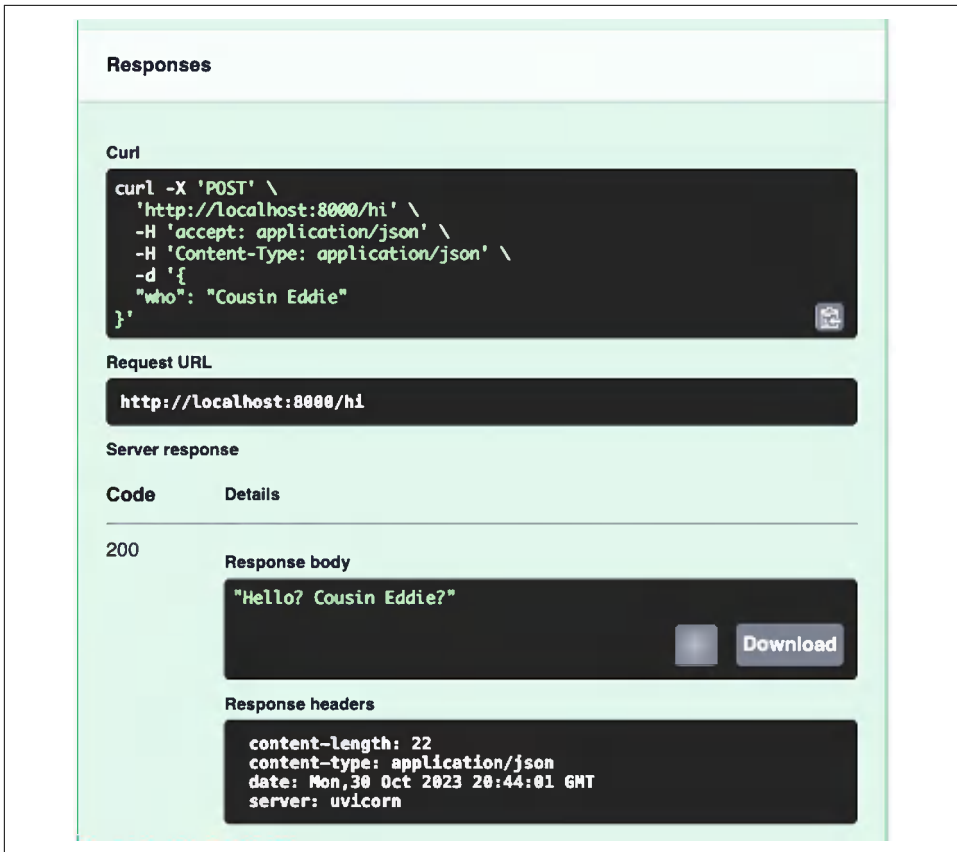 Responses
Curl
curl -X 'POST' \
'http://localhost:8000/hi' \
-H 'accept: application/json' \
-H 'Content-Type: application/json' \
-d '{
"who": "Cousin Eddie"
}'
Request URL
http://localhost:8000/hi
Server response
Code Details
200
Response body
"Hello? Cousin Eddie?"
Download
Response headers
content-length: 22
content-type: application/json
date: Mon,30 Oct 2023 20:44:01 GMT
server: uvicorn